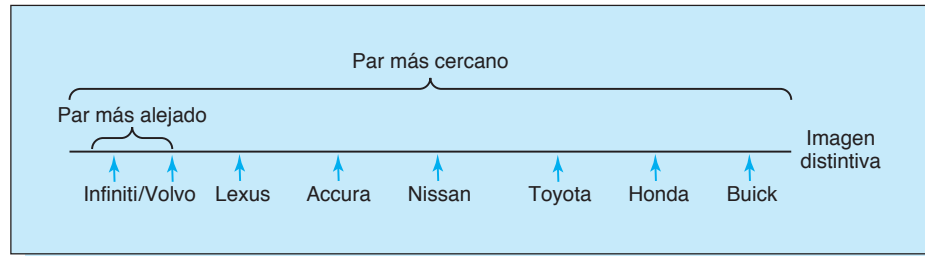 Par más cercano
Par más alejado
Imagen
distintiva
Infiniti/Volvo Lexus Accura Nissan Toyota Honda Buick